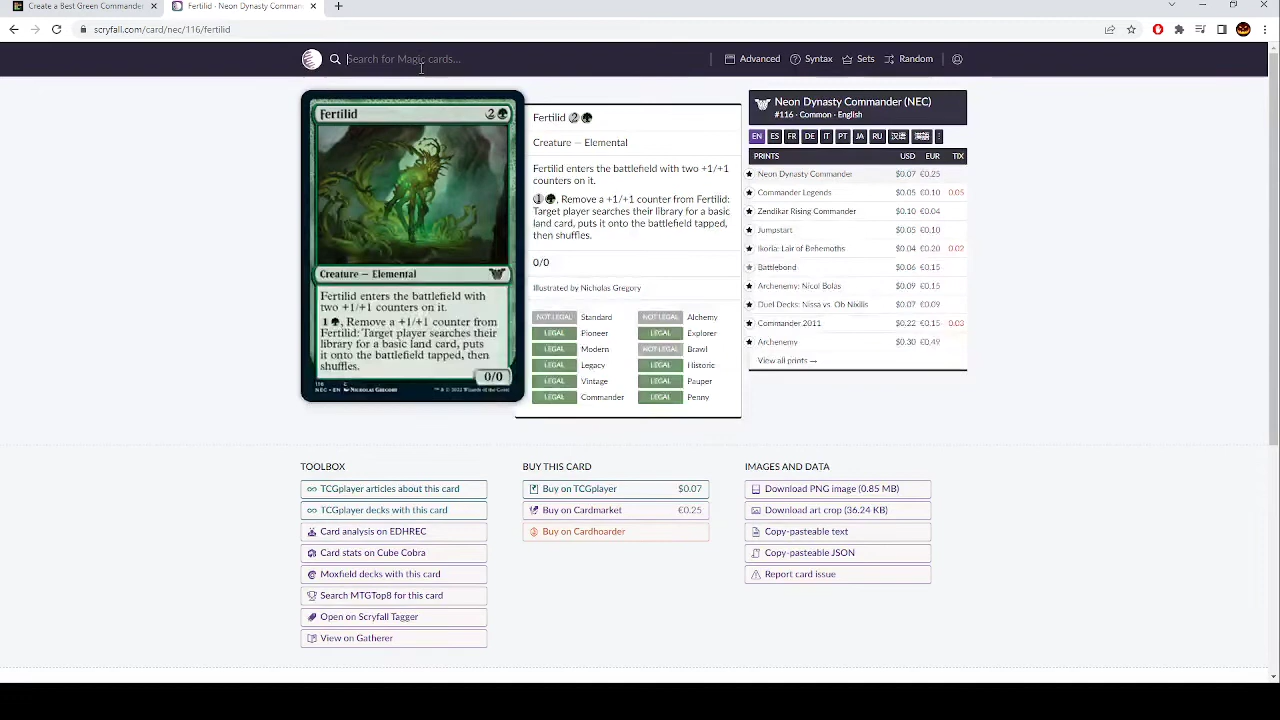 Create a Best Green Commander
Fertilid - Neon Dynasty Comman
scryfall.com/card/nec/116/fertilid
Search for Magic cards...
Advanced
Syntax
Sets
Random
Fertilid 2
Creature — Elemental
Fertilid enters the battlefield with
two +1/+1 counters on it.
1 , Remove a +1/+1 counter from
Fertilid: Target player searches their
library for a basic land card, puts
it onto the battlefield tapped, then
shuffles.
0/0
116 C
NEC • EN NICHOLAS GREGORY
Fertilid 2
Creature — Elemental
Fertilid enters the battlefield with two +1/+1
counters on it.
1 , Remove a +1/+1 counter from Fertilid:
Target player searches their library for a basic
land card, puts it onto the battlefield tapped,
then shuffles.
0/0
Illustrated by Nicholas Gregory
NOT LEGAL Standard NOT LEGAL Alchemy
LEGAL Pioneer LEGAL Explorer
LEGAL Modern NOT LEGAL Brawl
LEGAL Legacy LEGAL Historic
LEGAL Vintage LEGAL Pauper
LEGAL Commander LEGAL Penny
Neon Dynasty Commander (NEC)
#116 · Common · English
EN ES FR DE IT PT JA RU 汉语 漢語
PRINTS USD EUR TIX
Neon Dynasty Commander $0.07 €0.25
Commander Legends $0.05 €0.10 0.05
Zendikar Rising Commander $0.10 €0.04
Jumpstart $0.05 €0.10
Ikoria: Lair of Behemoths $0.04 €0.20 0.02
Battlebond $0.06 €0.15
Archenemy: Nicol Bolas $0.09 €0.15
Duel Decks: Nissa vs. Ob Nixilis $0.07 €0.09
Commander 2011 $0.22 €0.15 0.03
Archenemy $0.30 €0.49
View all prints →
TOOLBOX
TCGplayer articles about this card
TCGplayer decks with this card
Card analysis on EDHREC
Card stats on Cube Cobra
Moxfield decks with this card
Search MTGTop8 for this card
Open on Scryfall Tagger
View on Gatherer
BUY THIS CARD
Buy on TCGplayer $0.07
Buy on Cardmarket €0.25
Buy on Cardhoarder
IMAGES AND DATA
Download PNG image (0.85 MB)
Download art crop (36.24 KB)
Copy-pasteable text
Copy-pasteable JSON
Report card issue